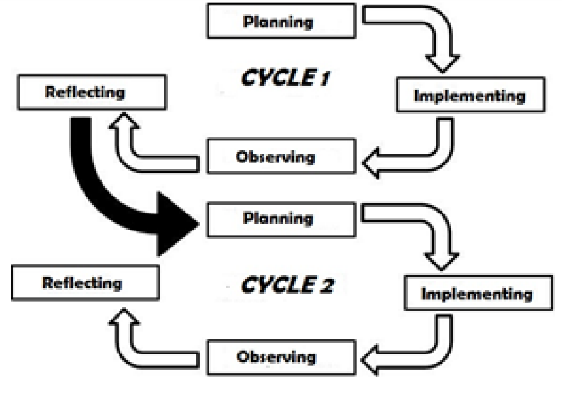 Planning
CYCLE 1
Reflecting
Implementing
Observing
Planning
CYCLE 2
Reflecting
Implementing
Observing